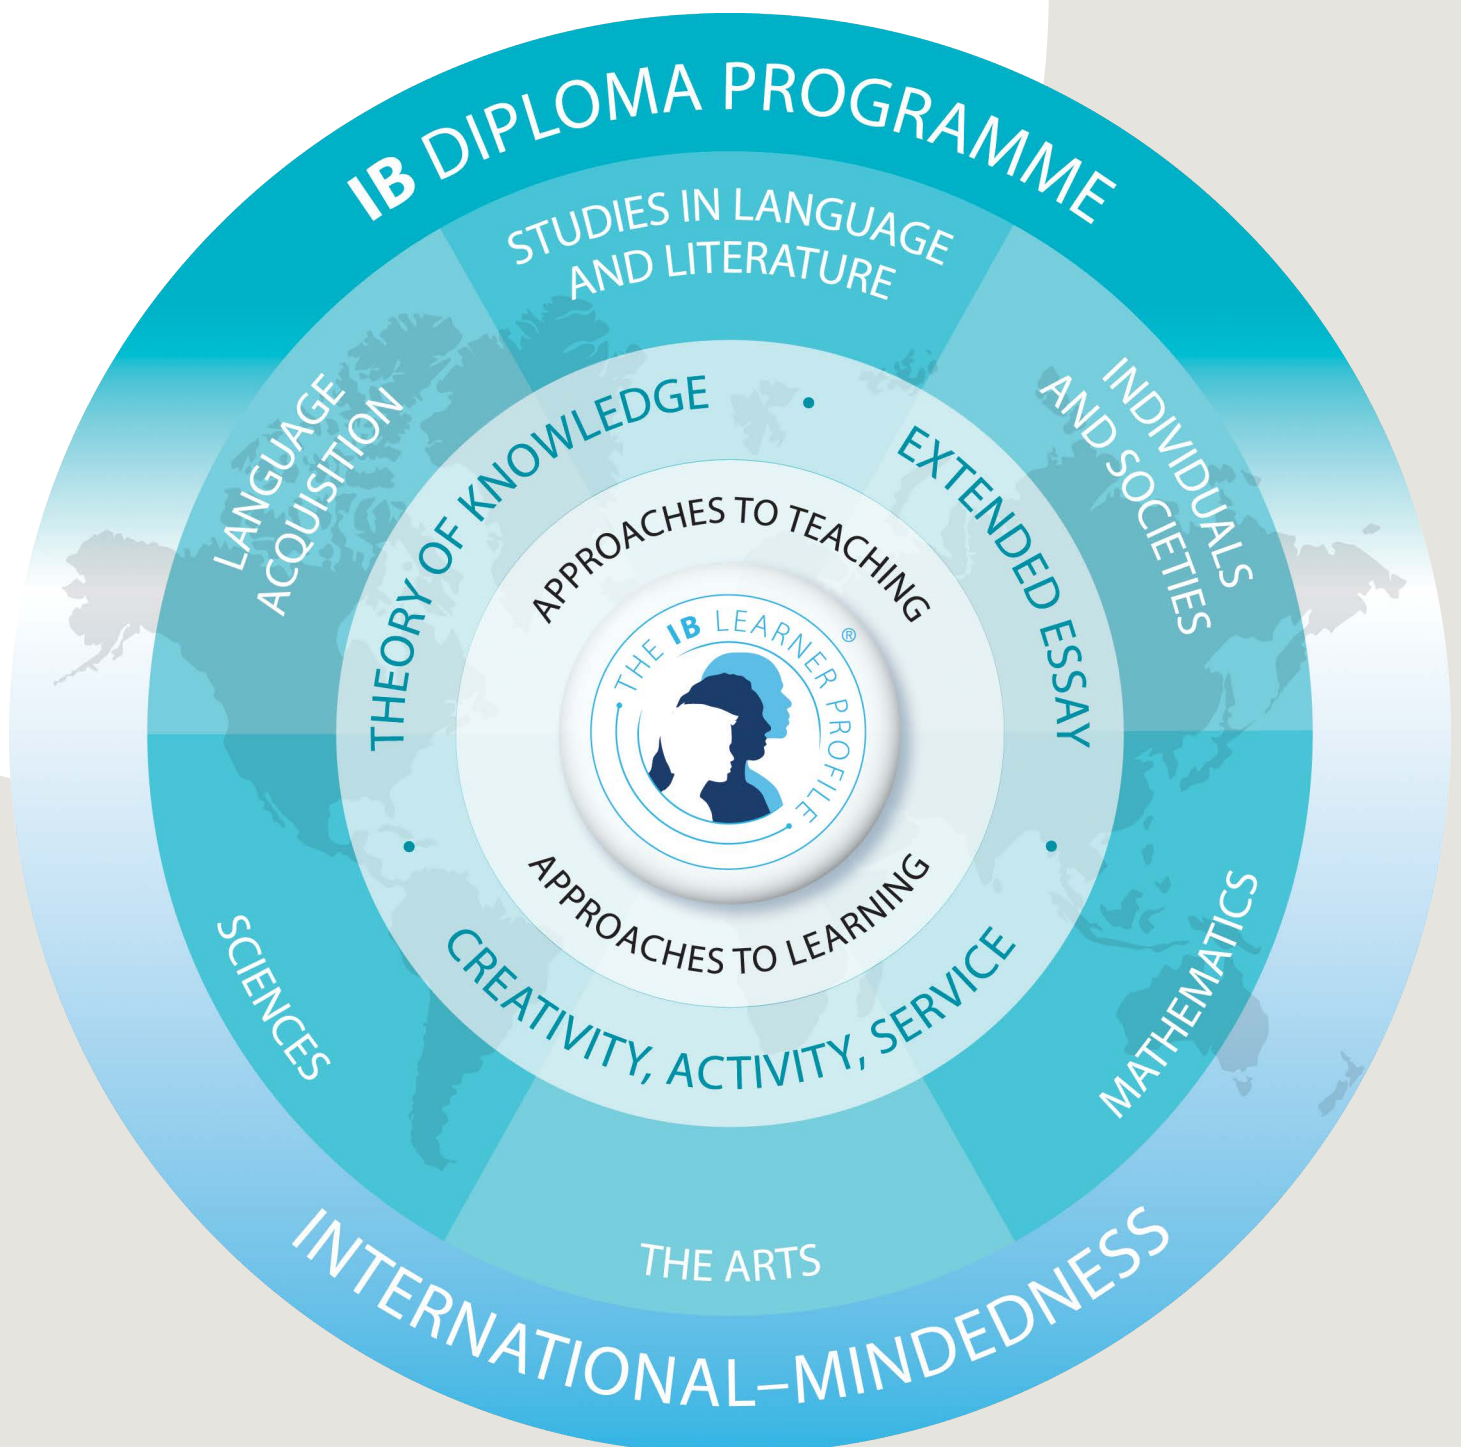 IB DIPLOMA PROGRAMME
STUDIES IN LANGUAGE
AND LITERATURE
LANGUAGE
ACQUISITION
INDIVIDUALS
AND SOCIETIES
THEORY OF KNOWLEDGE
•
EXTENDED ESSAY
APPROACHES TO TEACHING
THE IB LEARNER PROFILE
®
APPROACHES TO LEARNING
•
CREATIVITY, ACTIVITY, SERVICE
•
SCIENCES
MATHEMATICS
THE ARTS
INTERNATIONAL–MINDEDNESS